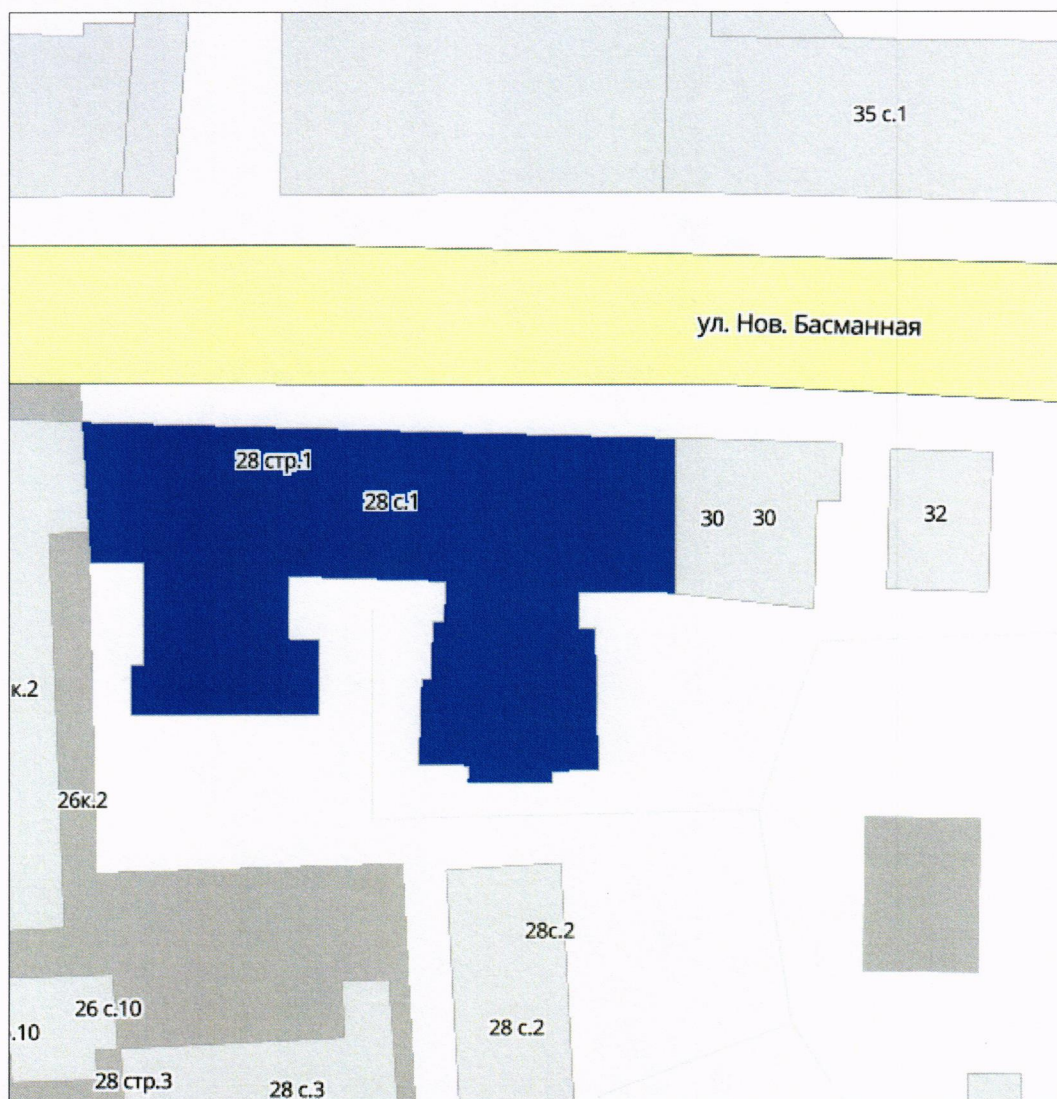 35 с.1
ул. Нов. Басманная
28 стр.1
28 с.1
30 30
32
к.2
26к.2
28с.2
26 с.10
.10
28 с.2
28 стр.3
28 с.3